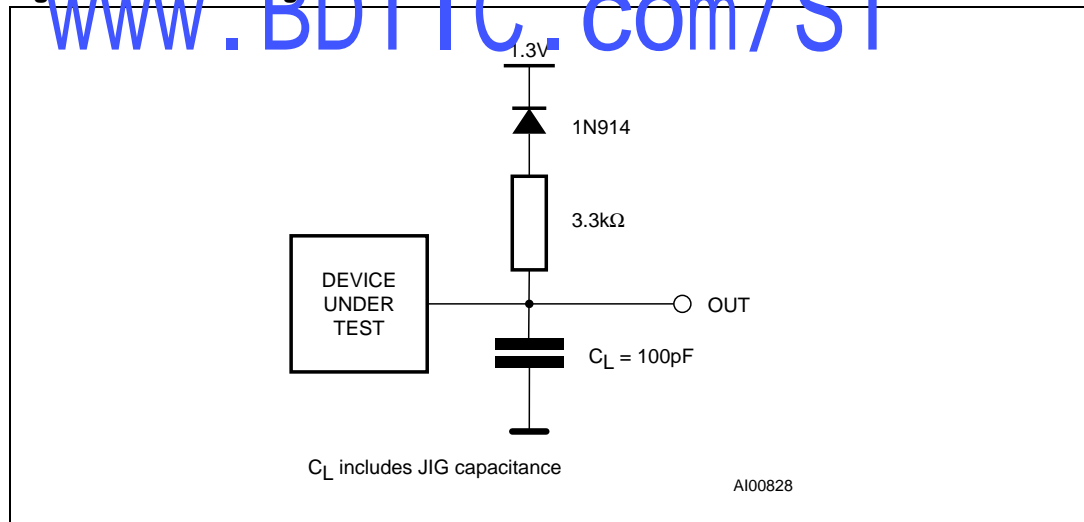 www.BDTIC.com/ST
1.3V
1N914
3.3kΩ
DEVICE
UNDER
TEST
OUT
CL = 100pF
CL includes JIG capacitance
AI00828